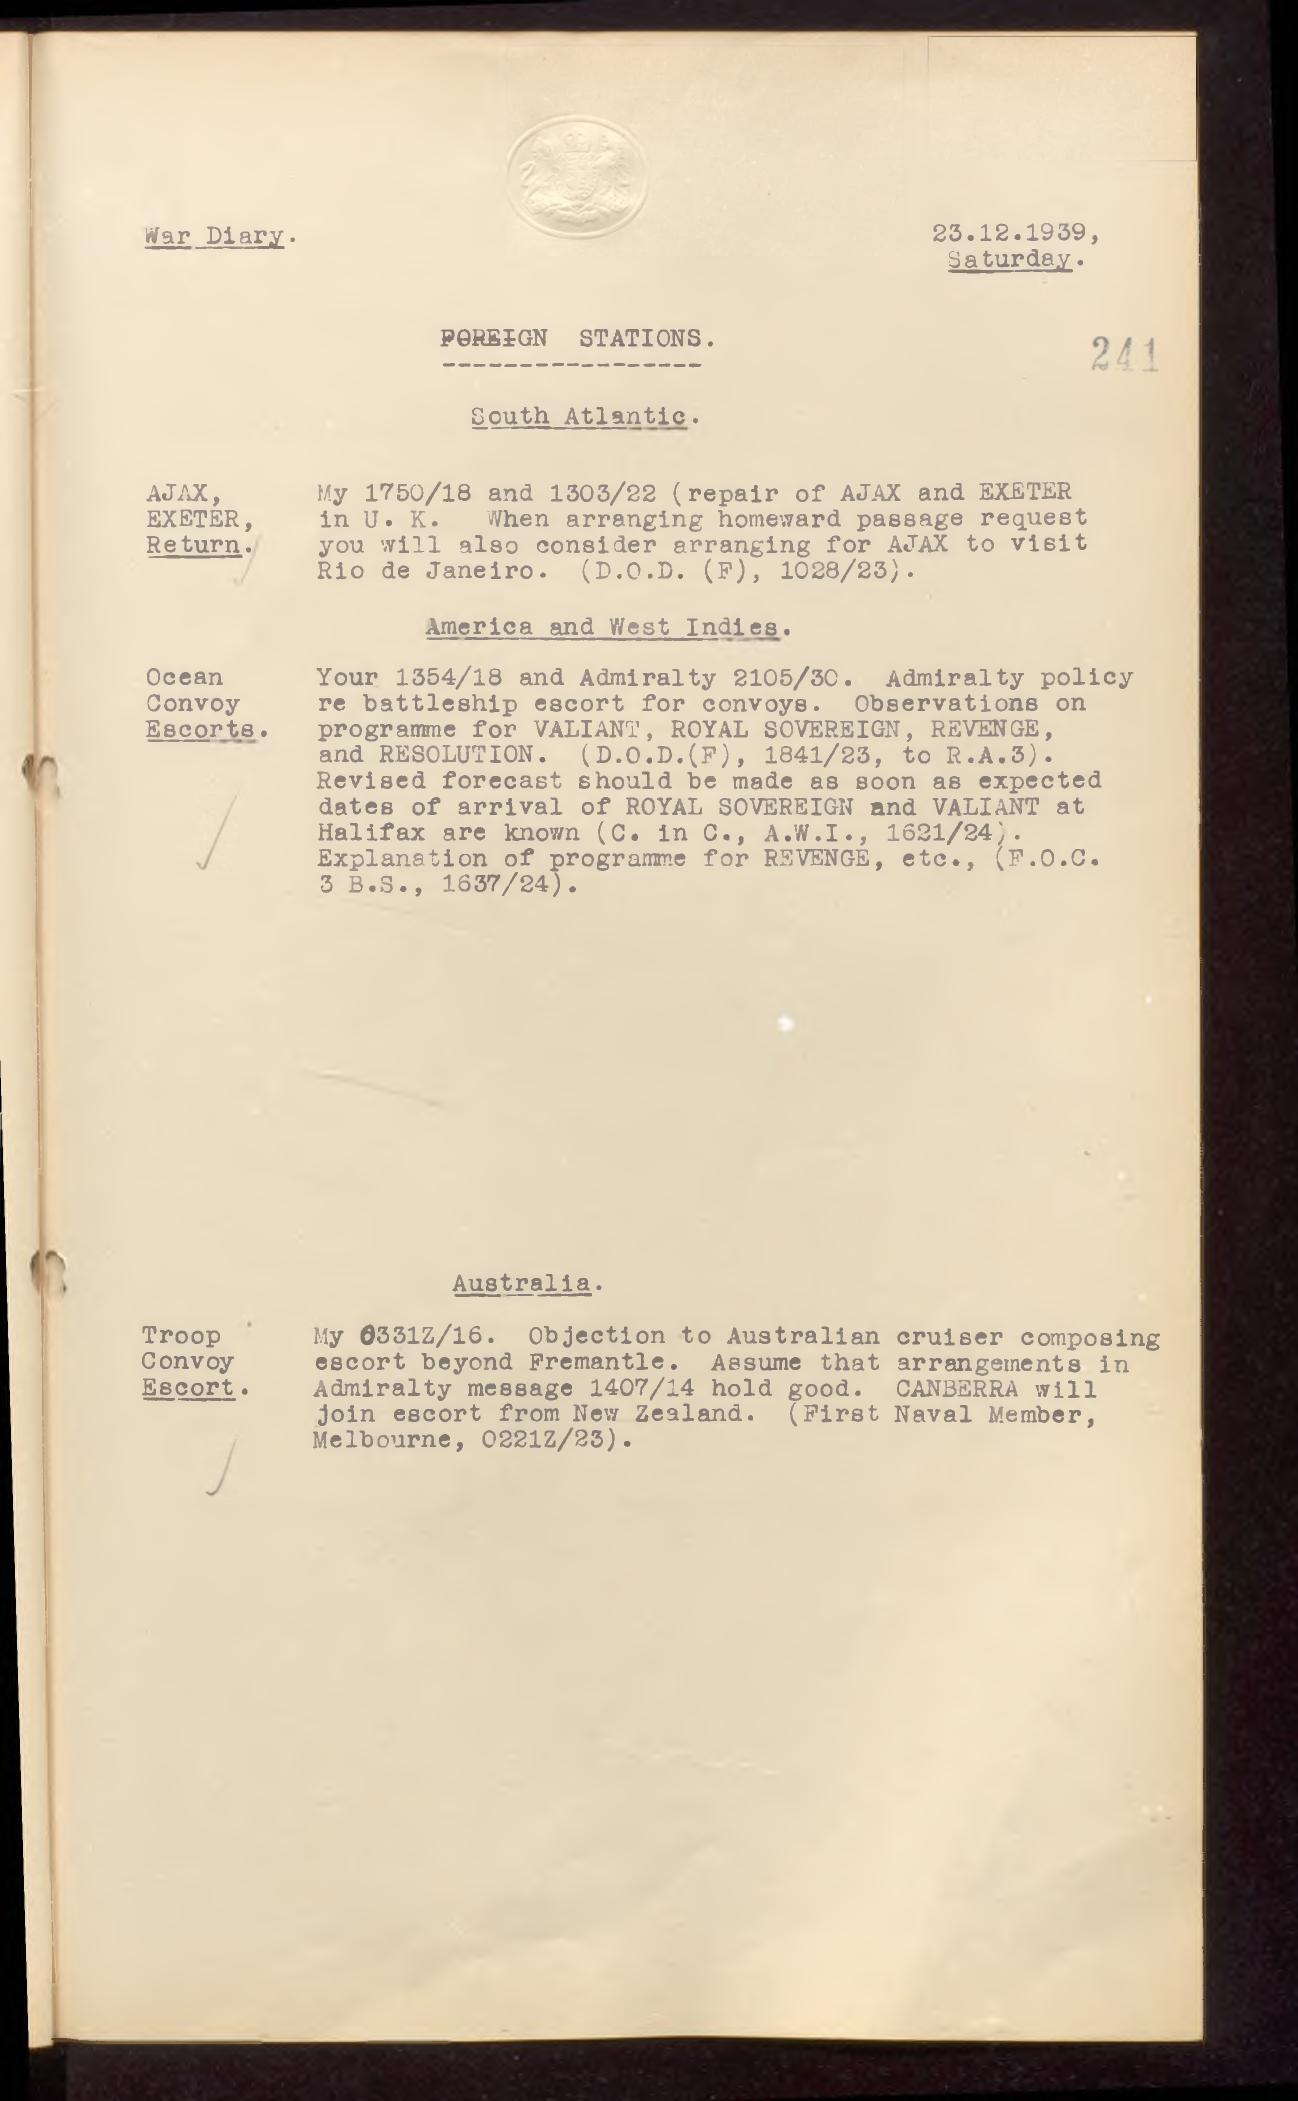 War Diary.
23.12.1939,
Saturday.
FOREIGN STATIONS.
-----------------
241
South Atlantic.
AJAX,
EXETER,
Return.
My 1750/18 and 1303/22 (repair of AJAX and EXETER
in U. K. When arranging homeward passage request
you will also consider arranging for AJAX to visit
Rio de Janeiro. (D.O.D. (F), 1028/23).
America and West Indies.
Ocean
Convoy
Escorts.
Your 1354/18 and Admiralty 2105/30. Admiralty policy
re battleship escort for convoys. Observations on
programme for VALIANT, ROYAL SOVEREIGN, REVENGE,
and RESOLUTION. (D.O.D.(F), 1841/23, to R.A.3).
Revised forecast should be made as soon as expected
dates of arrival of ROYAL SOVEREIGN and VALIANT at
Halifax are known (C. in C., A.W.I., 1621/24).
Explanation of programme for REVENGE, etc., (F.O.C.
3 B.S., 1637/24).
Australia.
Troop
Convoy
Escort.
My 0331Z/16. Objection to Australian cruiser composing
escort beyond Fremantle. Assume that arrangements in
Admiralty message 1407/14 hold good. CANBERRA will
join escort from New Zealand. (First Naval Member,
Melbourne, 0221Z/23).